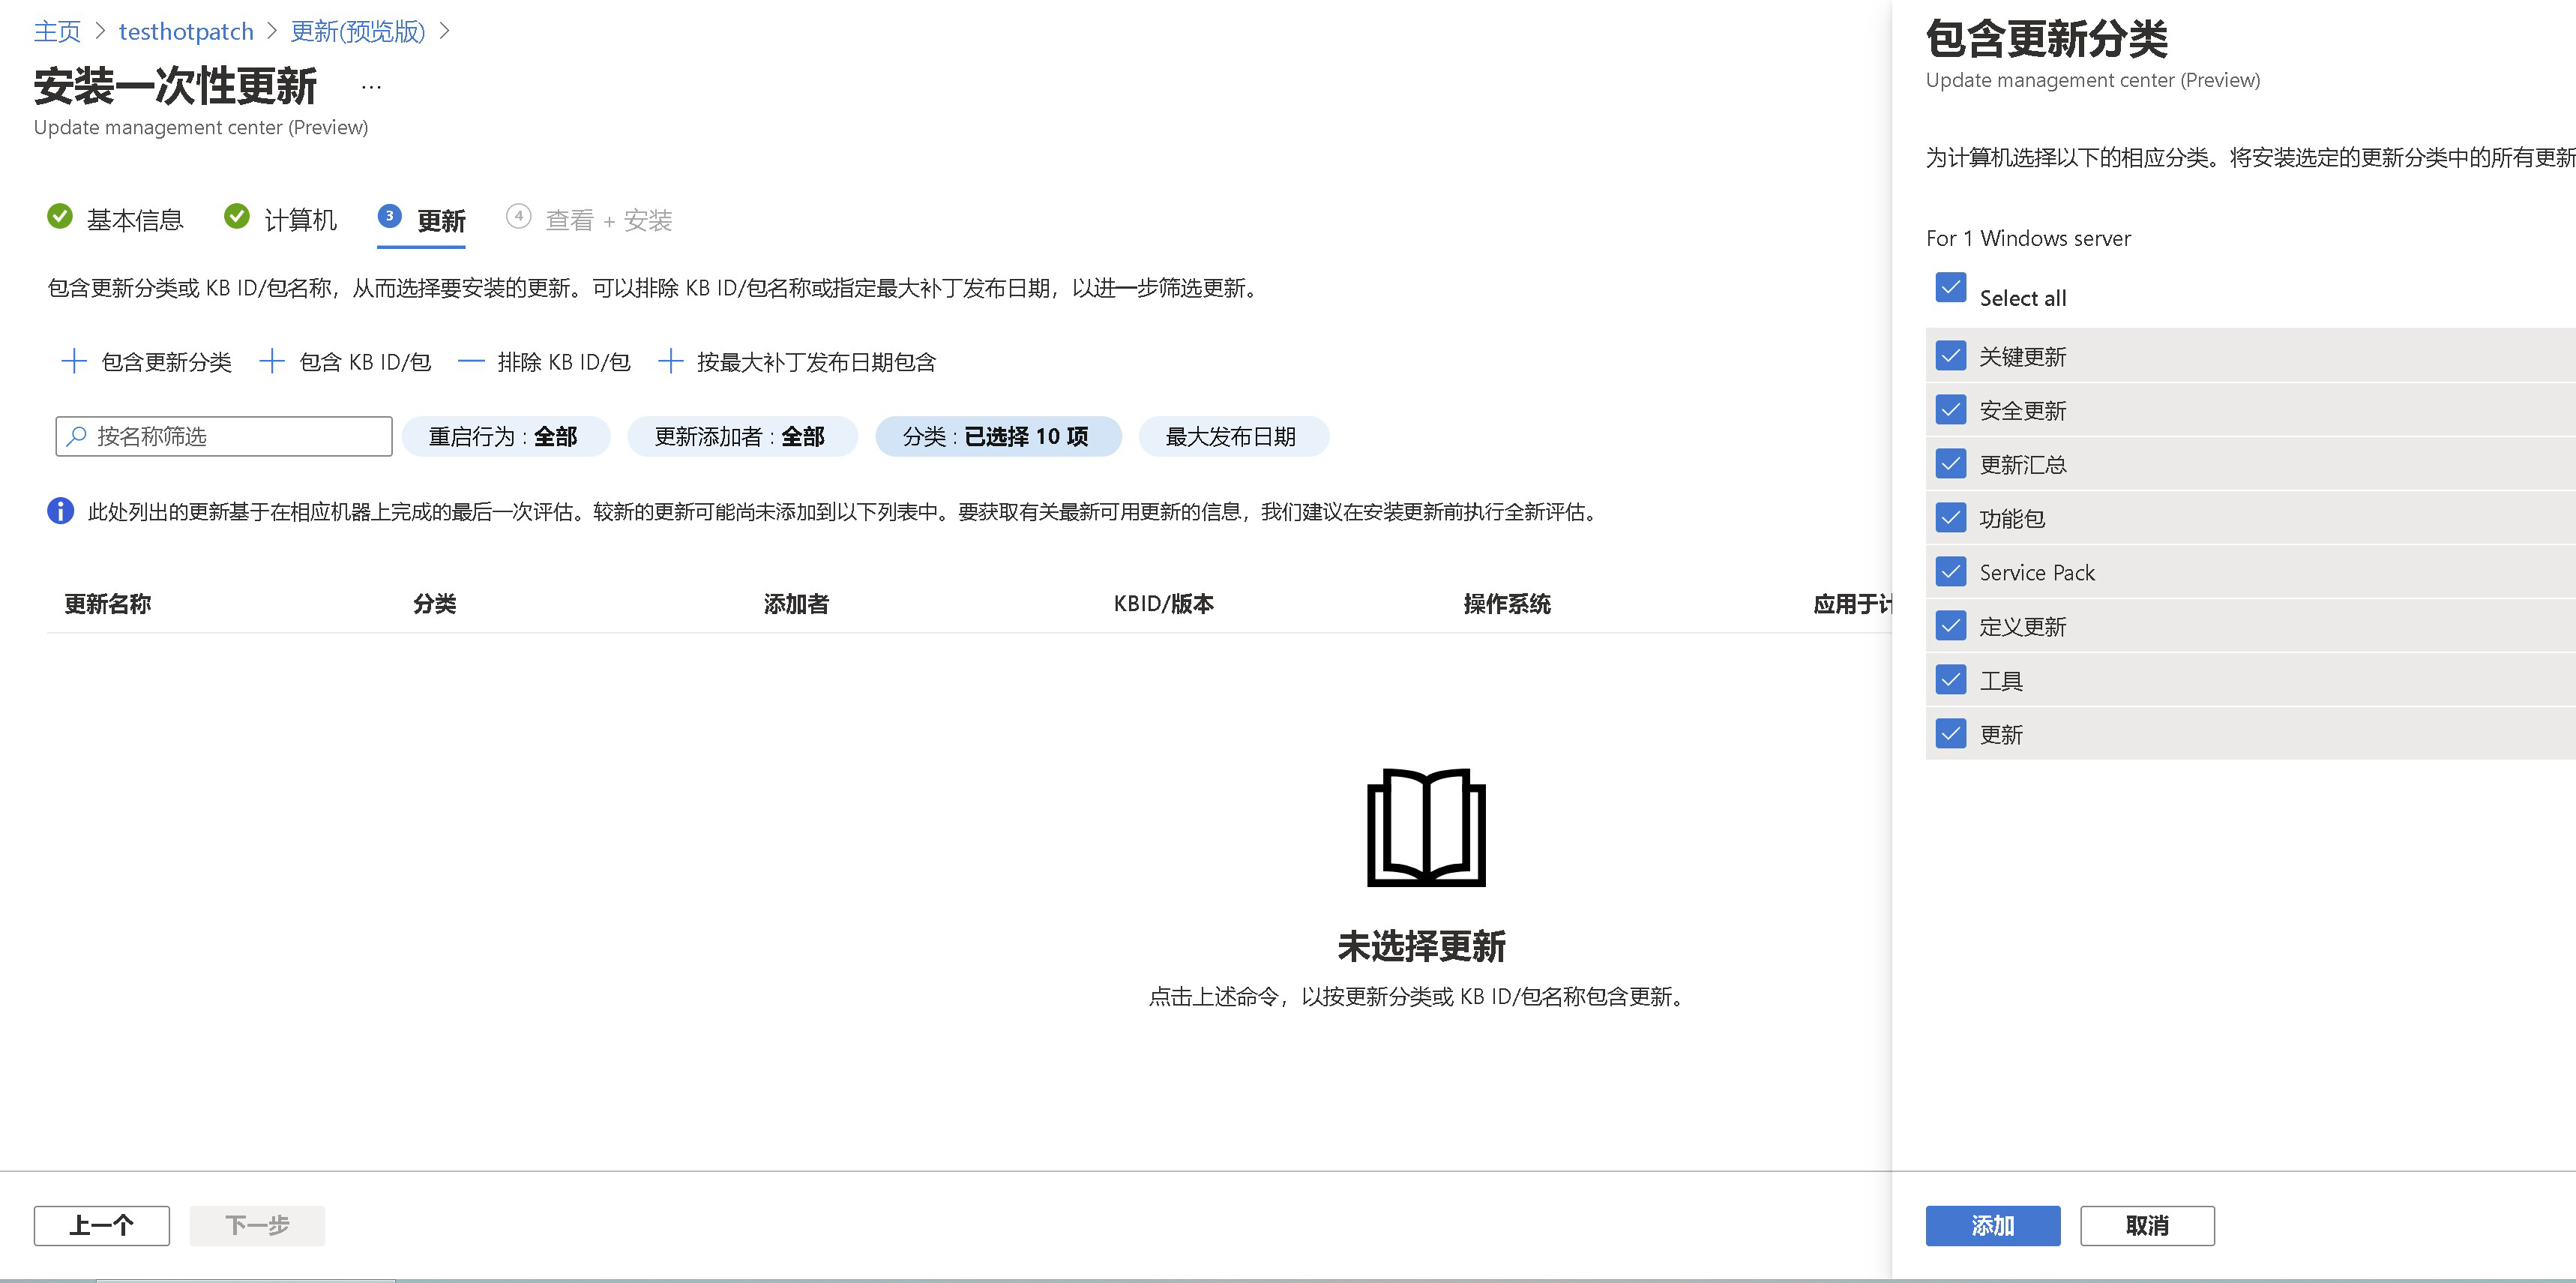 主页 > testhotpatch > 更新(预览版) >
安装一次性更新 ...
Update management center (Preview)
基本信息 计算机 3 更新 4 查看 + 安装
包含更新分类或 KB ID/包名称，从而选择要安装的更新。可以排除 KB ID/包名称或指定最大补丁发布日期，以进一步筛选更新。
包含更新分类 包含 KB ID/包 排除 KB ID/包 按最大补丁发布日期包含
按名称筛选 重启行为 : 全部 更新添加者 : 全部 分类 : 已选择 10 项 最大发布日期
此处列出的更新基于在相应机器上完成的最后一次评估。较新的更新可能尚未添加到以下列表中。要获取有关最新可用更新的信息，我们建议在安装更新前执行全新评估。
更新名称 分类 添加者 KBID/版本 操作系统 应用于计
未选择更新
点击上述命令，以按更新分类或 KB ID/包名称包含更新。
上一个 下一步
包含更新分类
Update management center (Preview)
为计算机选择以下的相应分类。将安装选定的更新分类中的所有更新
For 1 Windows server
Select all
关键更新
安全更新
更新汇总
功能包
Service Pack
定义更新
工具
更新
添加 取消